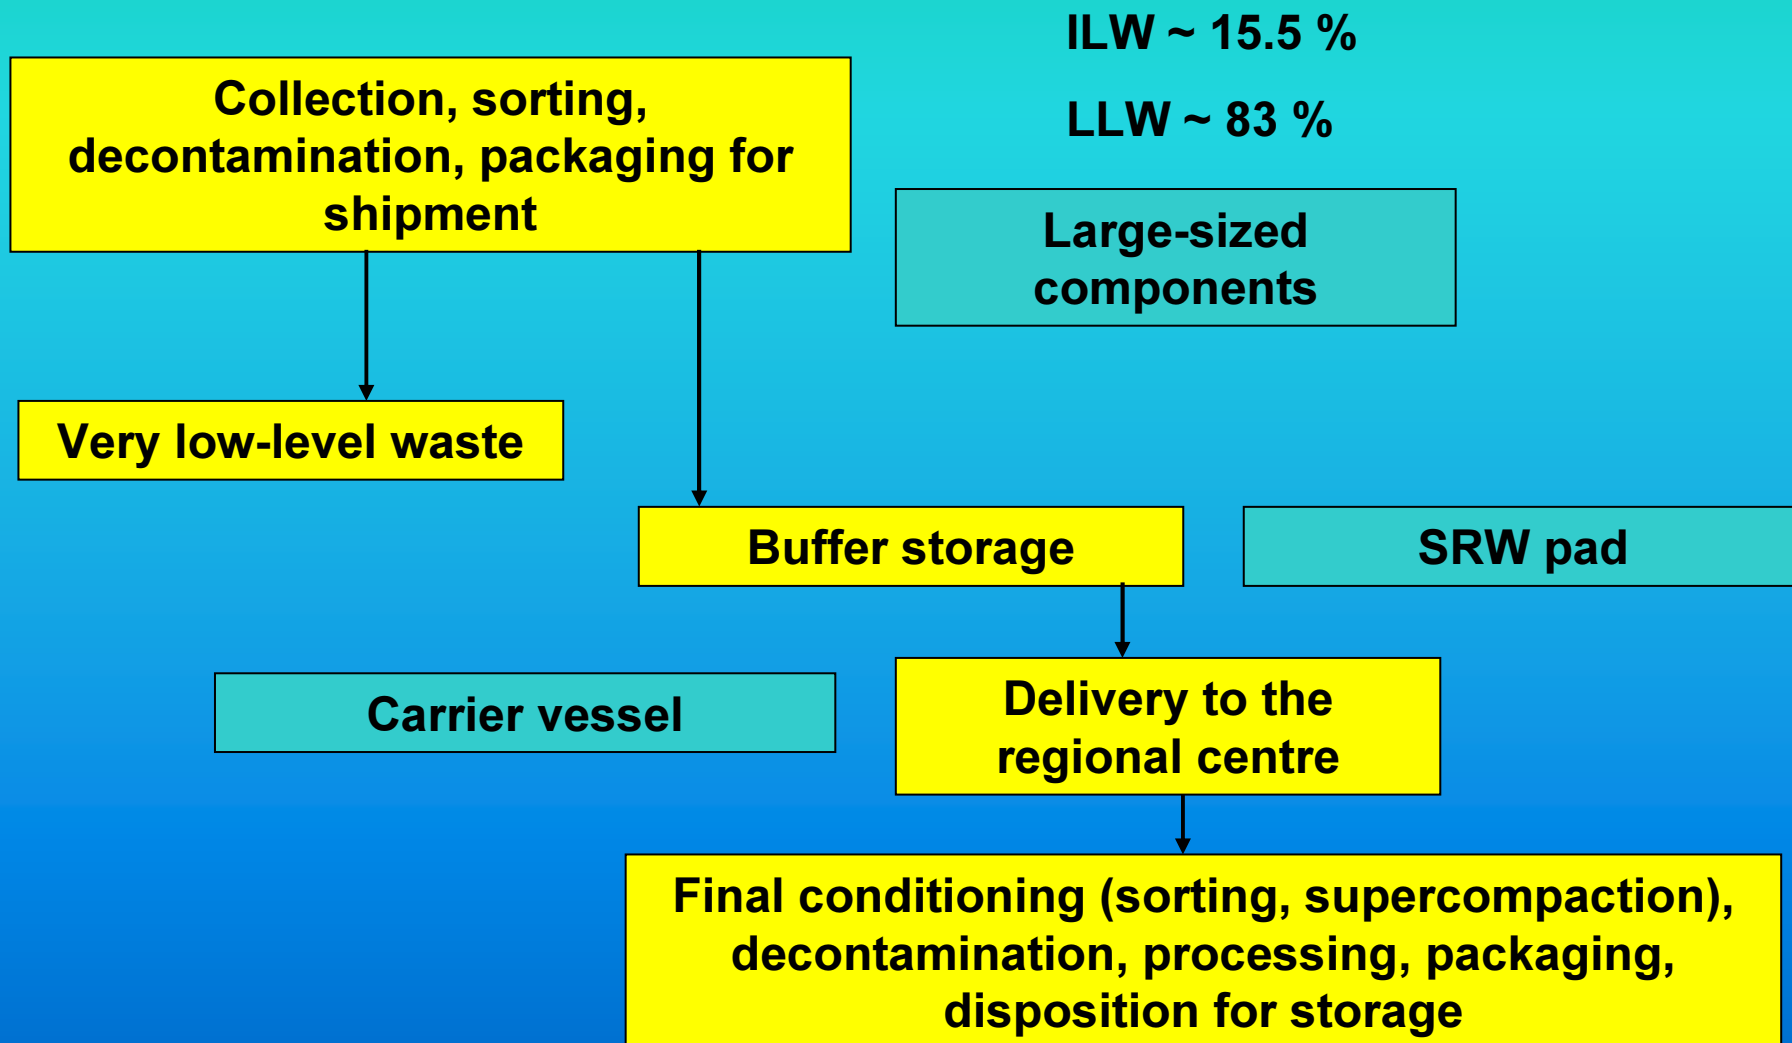 ILW ~ 15.5 %
LLW ~ 83 %
Collection, sorting,
decontamination, packaging for
shipment
Large-sized
components
Very low-level waste
Buffer storage
SRW pad
Carrier vessel
Delivery to the
regional centre
Final conditioning (sorting, supercompaction),
decontamination, processing, packaging,
disposition for storage